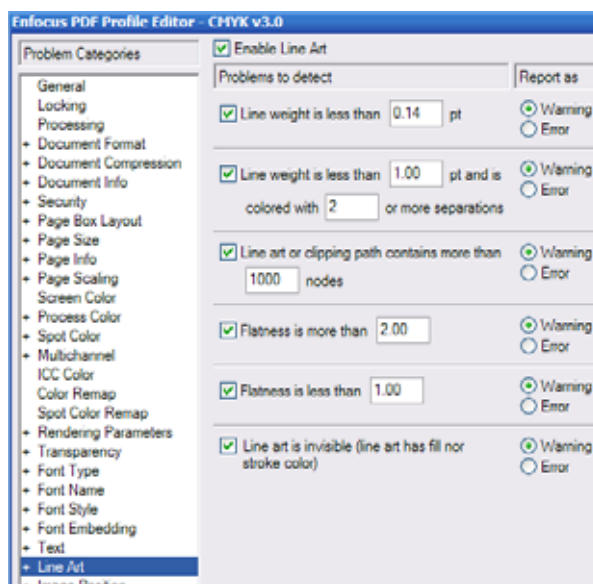 Enfocus PDF Profile Editor - CMYK v3.0
Problem Categories
General
Locking
Processing
+ Document Format
+ Document Compression
+ Document Info
+ Security
+ Page Box Layout
+ Page Size
+ Page Info
+ Page Scaling
Screen Color
+ Process Color
+ Spot Color
+ Multichannel
ICC Color
Color Remap
Spot Color Remap
+ Rendering Parameters
+ Transparency
+ Font Type
+ Font Name
+ Font Style
+ Font Embedding
+ Text
+ Line Art
Enable Line Art
Problems to detect
Report as
Line weight is less than 0.14 pt
Warning
Error
Line weight is less than 1.00 pt and is
colored with 2 or more separations
Warning
Error
Line art or clipping path contains more than
1000 nodes
Warning
Error
Flatness is more than 2.00
Warning
Error
Flatness is less than 1.00
Warning
Error
Line art is invisible (line art has fill nor
stroke color)
Warning
Error